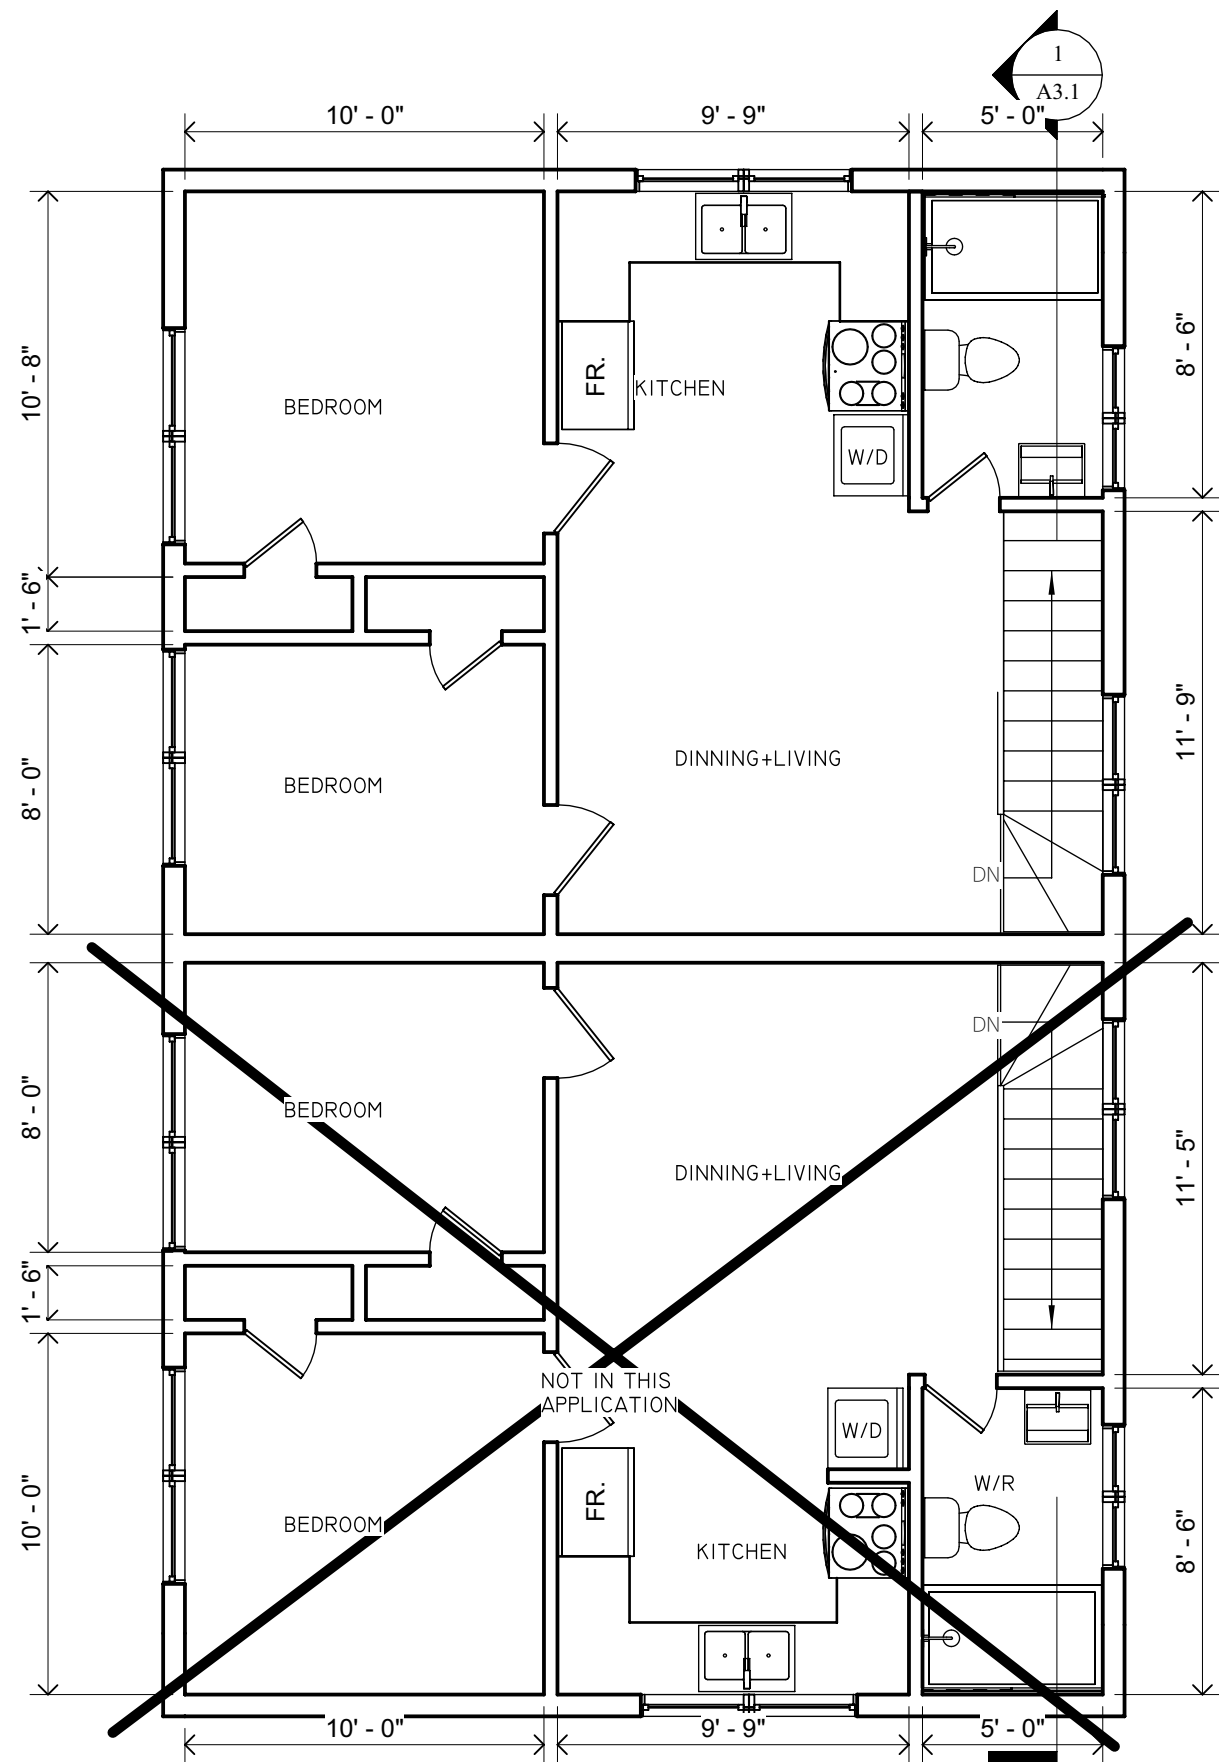 1
A3.1
10' - 0"
9' - 9"
5' - 0"
10' - 8"
8' - 6"
FR.
KITCHEN
BEDROOM
W/D
1' - 6"
11' - 9"
DINNING+LIVING
BEDROOM
8' - 0"
DN
DN
8' - 0"
BEDROOM
11' - 5"
DINNING+LIVING
1' - 6"
NOT IN THIS
APPLICATION
W/D
W/R
FR.
10' - 0"
BEDROOM
KITCHEN
8' - 6"
10' - 0"
9' - 9"
5' - 0"